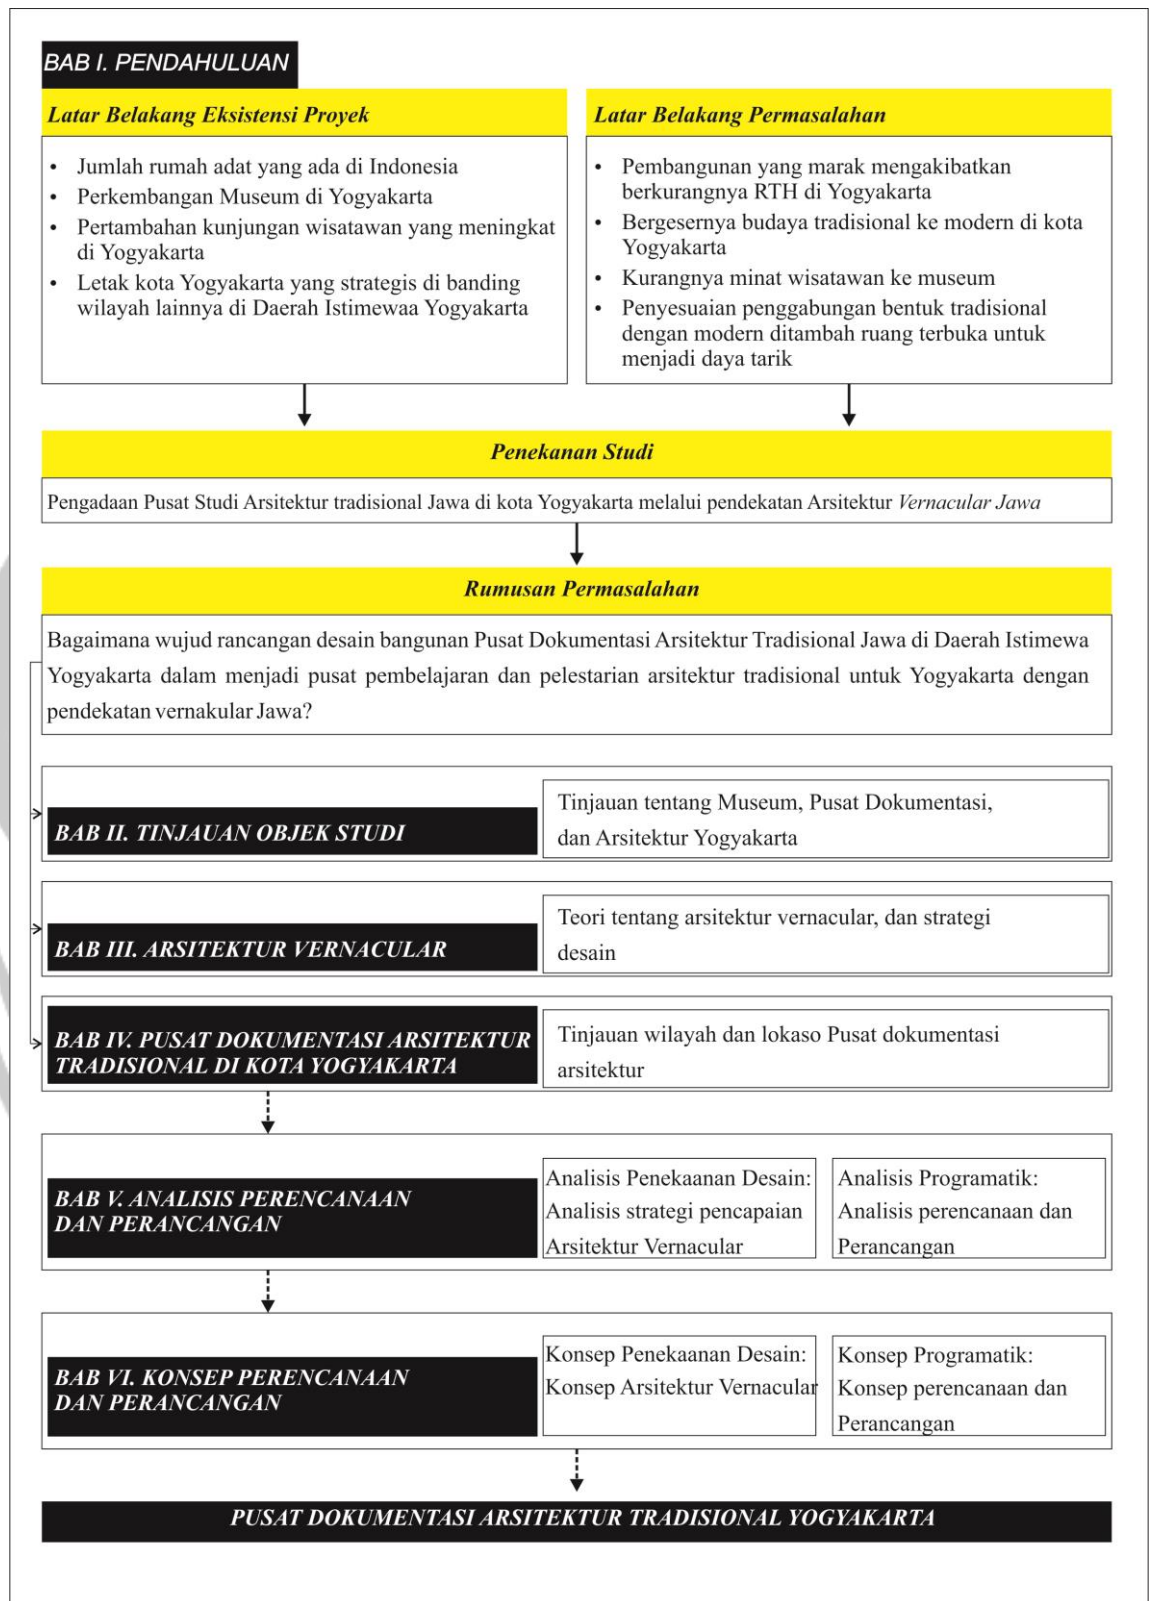 BAB I. PENDAHULUAN
Latar Belakang Eksistensi Proyek
• Jumlah rumah adat yang ada di Indonesia
• Perkembangan Museum di Yogyakarta
• Pertambahan kunjungan wisatawan yang meningkat
di Yogyakarta
• Letak kota Yogyakarta yang strategis di banding
wilayah lainnya di Daerah Istimewaa Yogyakarta
Latar Belakang Permasalahan
• Pembangunan yang marak mengakibatkan
berkurangnya RTH di Yogyakarta
• Bergesernya budaya tradisional ke modern di kota
Yogyakarta
• Kurangnya minat wisatawan ke museum
• Penyesuaian penggabungan bentuk tradisional
dengan modern ditambah ruang terbuka untuk
menjadi daya tarik
Penekanan Studi
Pengadaan Pusat Studi Arsitektur tradisional Jawa di kota Yogyakarta melalui pendekatan Arsitektur Vernacular Jawa
Rumusan Permasalahan
Bagaimana wujud rancangan desain bangunan Pusat Dokumentasi Arsitektur Tradisional Jawa di Daerah Istimewa
Yogyakarta dalam menjadi pusat pembelajaran dan pelestarian arsitektur tradisional untuk Yogyakarta dengan
pendekatan vernakular Jawa?
BAB II. TINJAUAN OBJEK STUDI
Tinjauan tentang Museum, Pusat Dokumentasi,
dan Arsitektur Yogyakarta
BAB III. ARSITEKTUR VERNACULAR
Teori tentang arsitektur vernacular, dan strategi
desain
BAB IV. PUSAT DOKUMENTASI ARSITEKTUR
TRADISIONAL DI KOTA YOGYAKARTA
Tinjauan wilayah dan lokaso Pusat dokumentasi
arsitektur
BAB V. ANALISIS PERENCANAAN
DAN PERANCANGAN
Analisis Penekaanan Desain:
Analisis strategi pencapaian
Arsitektur Vernacular
Analisis Programatik:
Analisis perencanaan dan
Perancangan
BAB VI. KONSEP PERENCANAAN
DAN PERANCANGAN
Konsep Penekaanan Desain:
Konsep Arsitektur Vernacular
Konsep Programatik:
Konsep perencanaan dan
Perancangan
PUSAT DOKUMENTASI ARSITEKTUR TRADISIONAL YOGYAKARTA